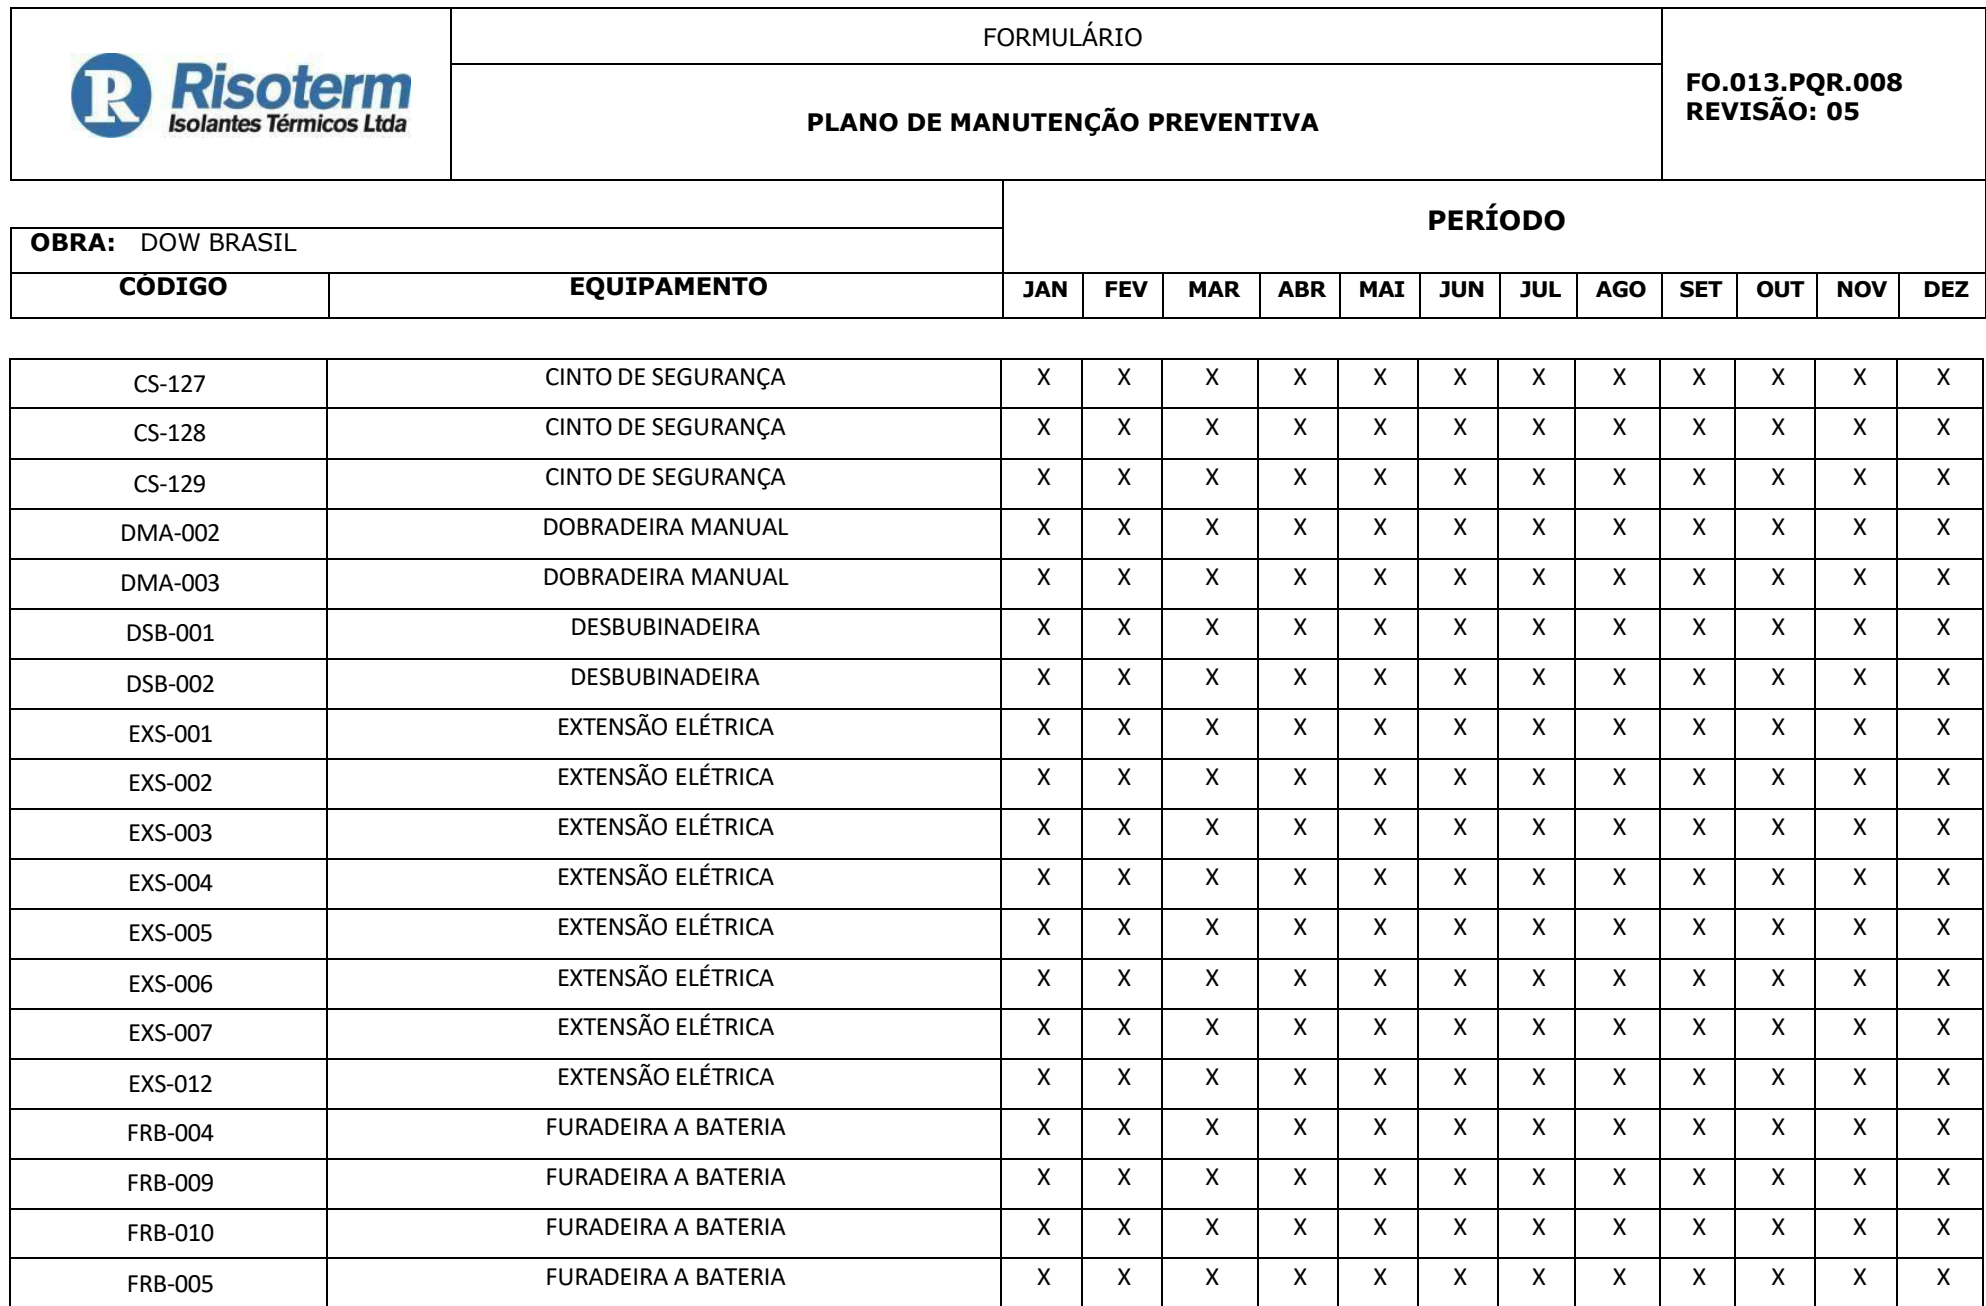 R Risoterm
Isolantes Térmicos Ltda
FORMULÁRIO
PLANO DE MANUTENÇÃO PREVENTIVA
FO.013.PQR.008
REVISÃO: 05
OBRA: DOW BRASIL
PERÍODO
CÓDIGO EQUIPAMENTO JAN FEV MAR ABR MAI JUN JUL AGO SET OUT NOV DEZ
CS-127 CINTO DE SEGURANÇA X X X X X X X X X X X X
CS-128 CINTO DE SEGURANÇA X X X X X X X X X X X X
CS-129 CINTO DE SEGURANÇA X X X X X X X X X X X X
DMA-002 DOBRADEIRA MANUAL X X X X X X X X X X X X
DMA-003 DOBRADEIRA MANUAL X X X X X X X X X X X X
DSB-001 DESBUBINADEIRA X X X X X X X X X X X X
DSB-002 DESBUBINADEIRA X X X X X X X X X X X X
EXS-001 EXTENSÃO ELÉTRICA X X X X X X X X X X X X
EXS-002 EXTENSÃO ELÉTRICA X X X X X X X X X X X X
EXS-003 EXTENSÃO ELÉTRICA X X X X X X X X X X X X
EXS-004 EXTENSÃO ELÉTRICA X X X X X X X X X X X X
EXS-005 EXTENSÃO ELÉTRICA X X X X X X X X X X X X
EXS-006 EXTENSÃO ELÉTRICA X X X X X X X X X X X X
EXS-007 EXTENSÃO ELÉTRICA X X X X X X X X X X X X
EXS-012 EXTENSÃO ELÉTRICA X X X X X X X X X X X X
FRB-004 FURADEIRA A BATERIA X X X X X X X X X X X X
FRB-009 FURADEIRA A BATERIA X X X X X X X X X X X X
FRB-010 FURADEIRA A BATERIA X X X X X X X X X X X X
FRB-005 FURADEIRA A BATERIA X X X X X X X X X X X X